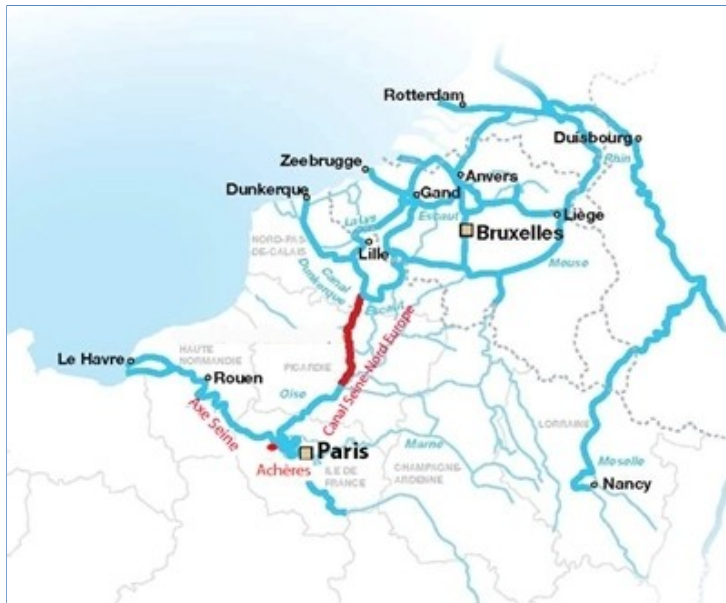 Rotterdam
Duisbourg
Rhin
Zeebrugge
Anvers
Dunkerque
Gand
La Lys
Escaut
Liège
Bruxelles
NORD-PAS-
DE-CALAIS
Lille
Canal
Dunkerque
Meuse
Escaut
Canal Seine-Nord Europe
Le Havre
HAUTE
NORMANDIE
PICARDIE
Rouen
Oise
Axe Seine
LORRAINE
Paris
Marne
Moselle
Achères
ILE DE
FRANCE
CHAMPAGNE-
ARDENNE
Nancy